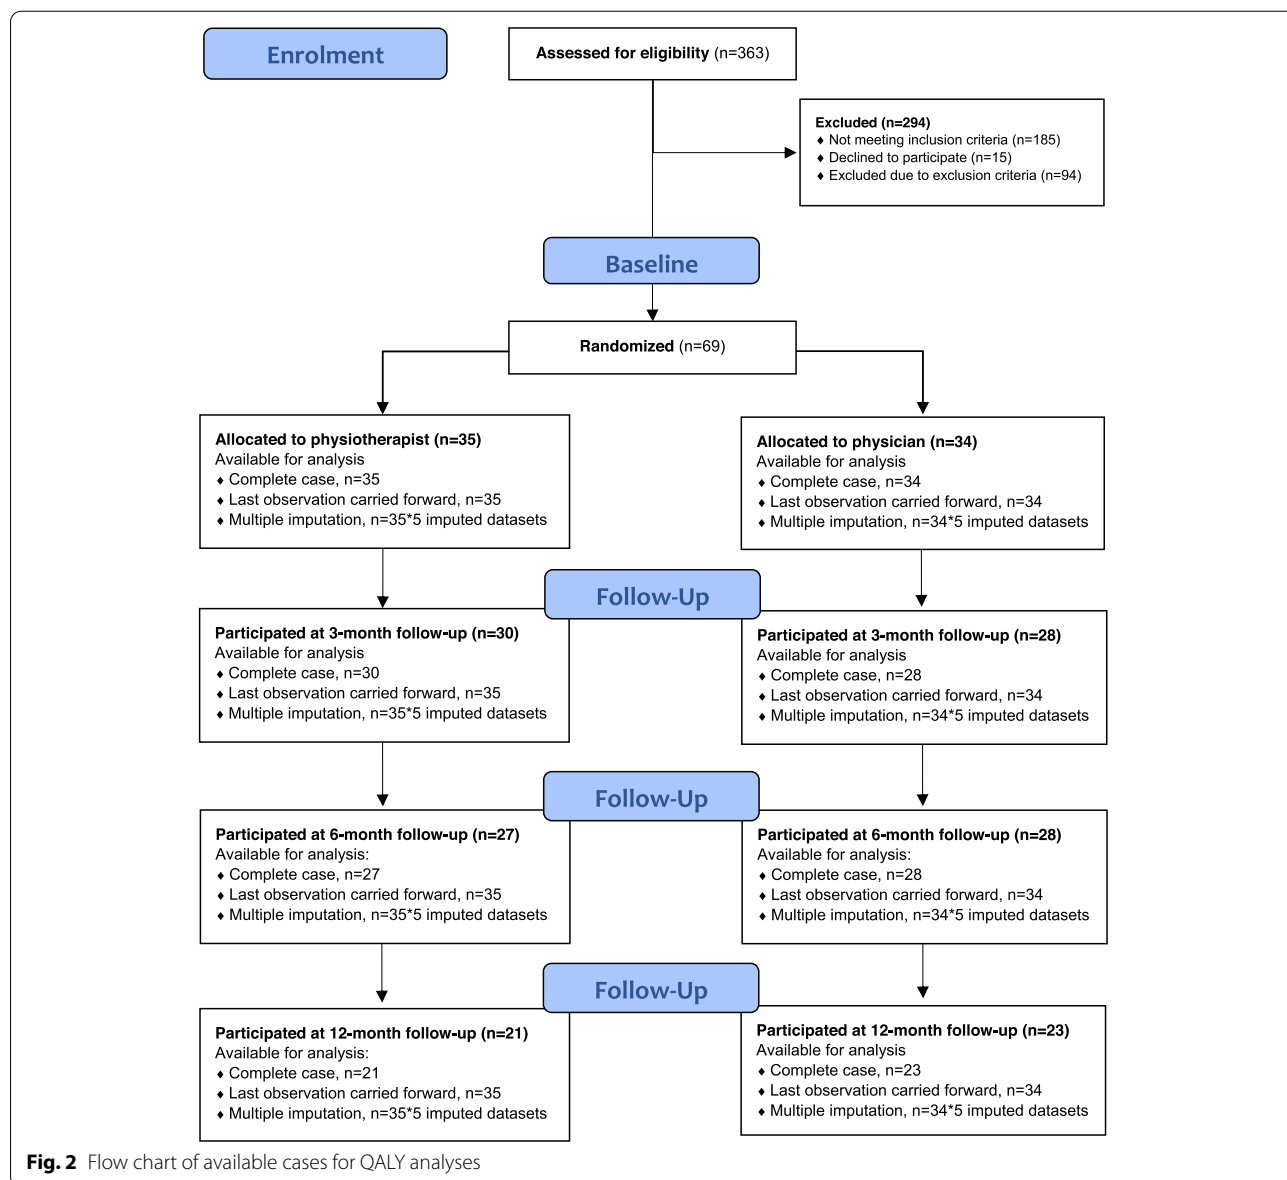 Enrolment
Assessed for eligibility (n=363)
Excluded (n=294)
♦ Not meeting inclusion criteria (n=185)
♦ Declined to participate (n=15)
♦ Excluded due to exclusion criteria (n=94)
Baseline
Randomized (n=69)
Allocated to physiotherapist (n=35)
Available for analysis
♦ Complete case, n=35
♦ Last observation carried forward, n=35
♦ Multiple imputation, n=35*5 imputed datasets
Allocated to physician (n=34)
Available for analysis
♦ Complete case, n=34
♦ Last observation carried forward, n=34
♦ Multiple imputation, n=34*5 imputed datasets
Follow-Up
Participated at 3-month follow-up (n=30)
Available for analysis
♦ Complete case, n=30
♦ Last observation carried forward, n=35
♦ Multiple imputation, n=35*5 imputed datasets
Participated at 3-month follow-up (n=28)
Available for analysis
♦ Complete case, n=28
♦ Last observation carried forward, n=34
♦ Multiple imputation, n=34*5 imputed datasets
Follow-Up
Participated at 6-month follow-up (n=27)
Available for analysis:
♦ Complete case, n=27
♦ Last observation carried forward, n=35
♦ Multiple imputation, n=35*5 imputed datasets
Participated at 6-month follow-up (n=28)
Available for analysis:
♦ Complete case, n=28
♦ Last observation carried forward, n=34
♦ Multiple imputation, n=34*5 imputed datasets
Follow-Up
Participated at 12-month follow-up (n=21)
Available for analysis:
♦ Complete case, n=21
♦ Last observation carried forward, n=35
♦ Multiple imputation, n=35*5 imputed datasets
Participated at 12-month follow-up (n=23)
Available for analysis
♦ Complete case, n=23
♦ Last observation carried forward, n=34
♦ Multiple imputation, n=34*5 imputed datasets
Fig. 2 Flow chart of available cases for QALY analyses